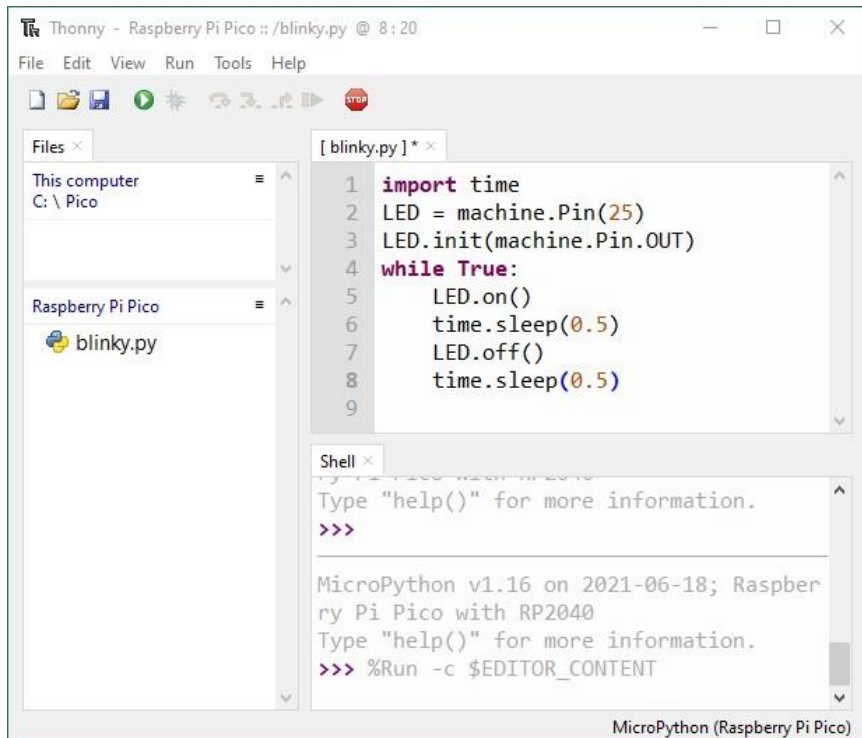 Thonny - Raspberry Pi Pico :: /blinky.py @ 8:20
File Edit View Run Tools Help
STOP
Files
This computer
C: \ Pico
Raspberry Pi Pico
blinky.py
[ blinky.py ] *
1 import time
2 LED = machine.Pin(25)
3 LED.init(machine.Pin.OUT)
4 while True:
5     LED.on()
6     time.sleep(0.5)
7     LED.off()
8     time.sleep(0.5)
9
Shell
Type "help()" for more information.
>>>
MicroPython v1.16 on 2021-06-18; Raspber
ry Pi Pico with RP2040
Type "help()" for more information.
>>> %Run -c $EDITOR_CONTENT
MicroPython (Raspberry Pi Pico)